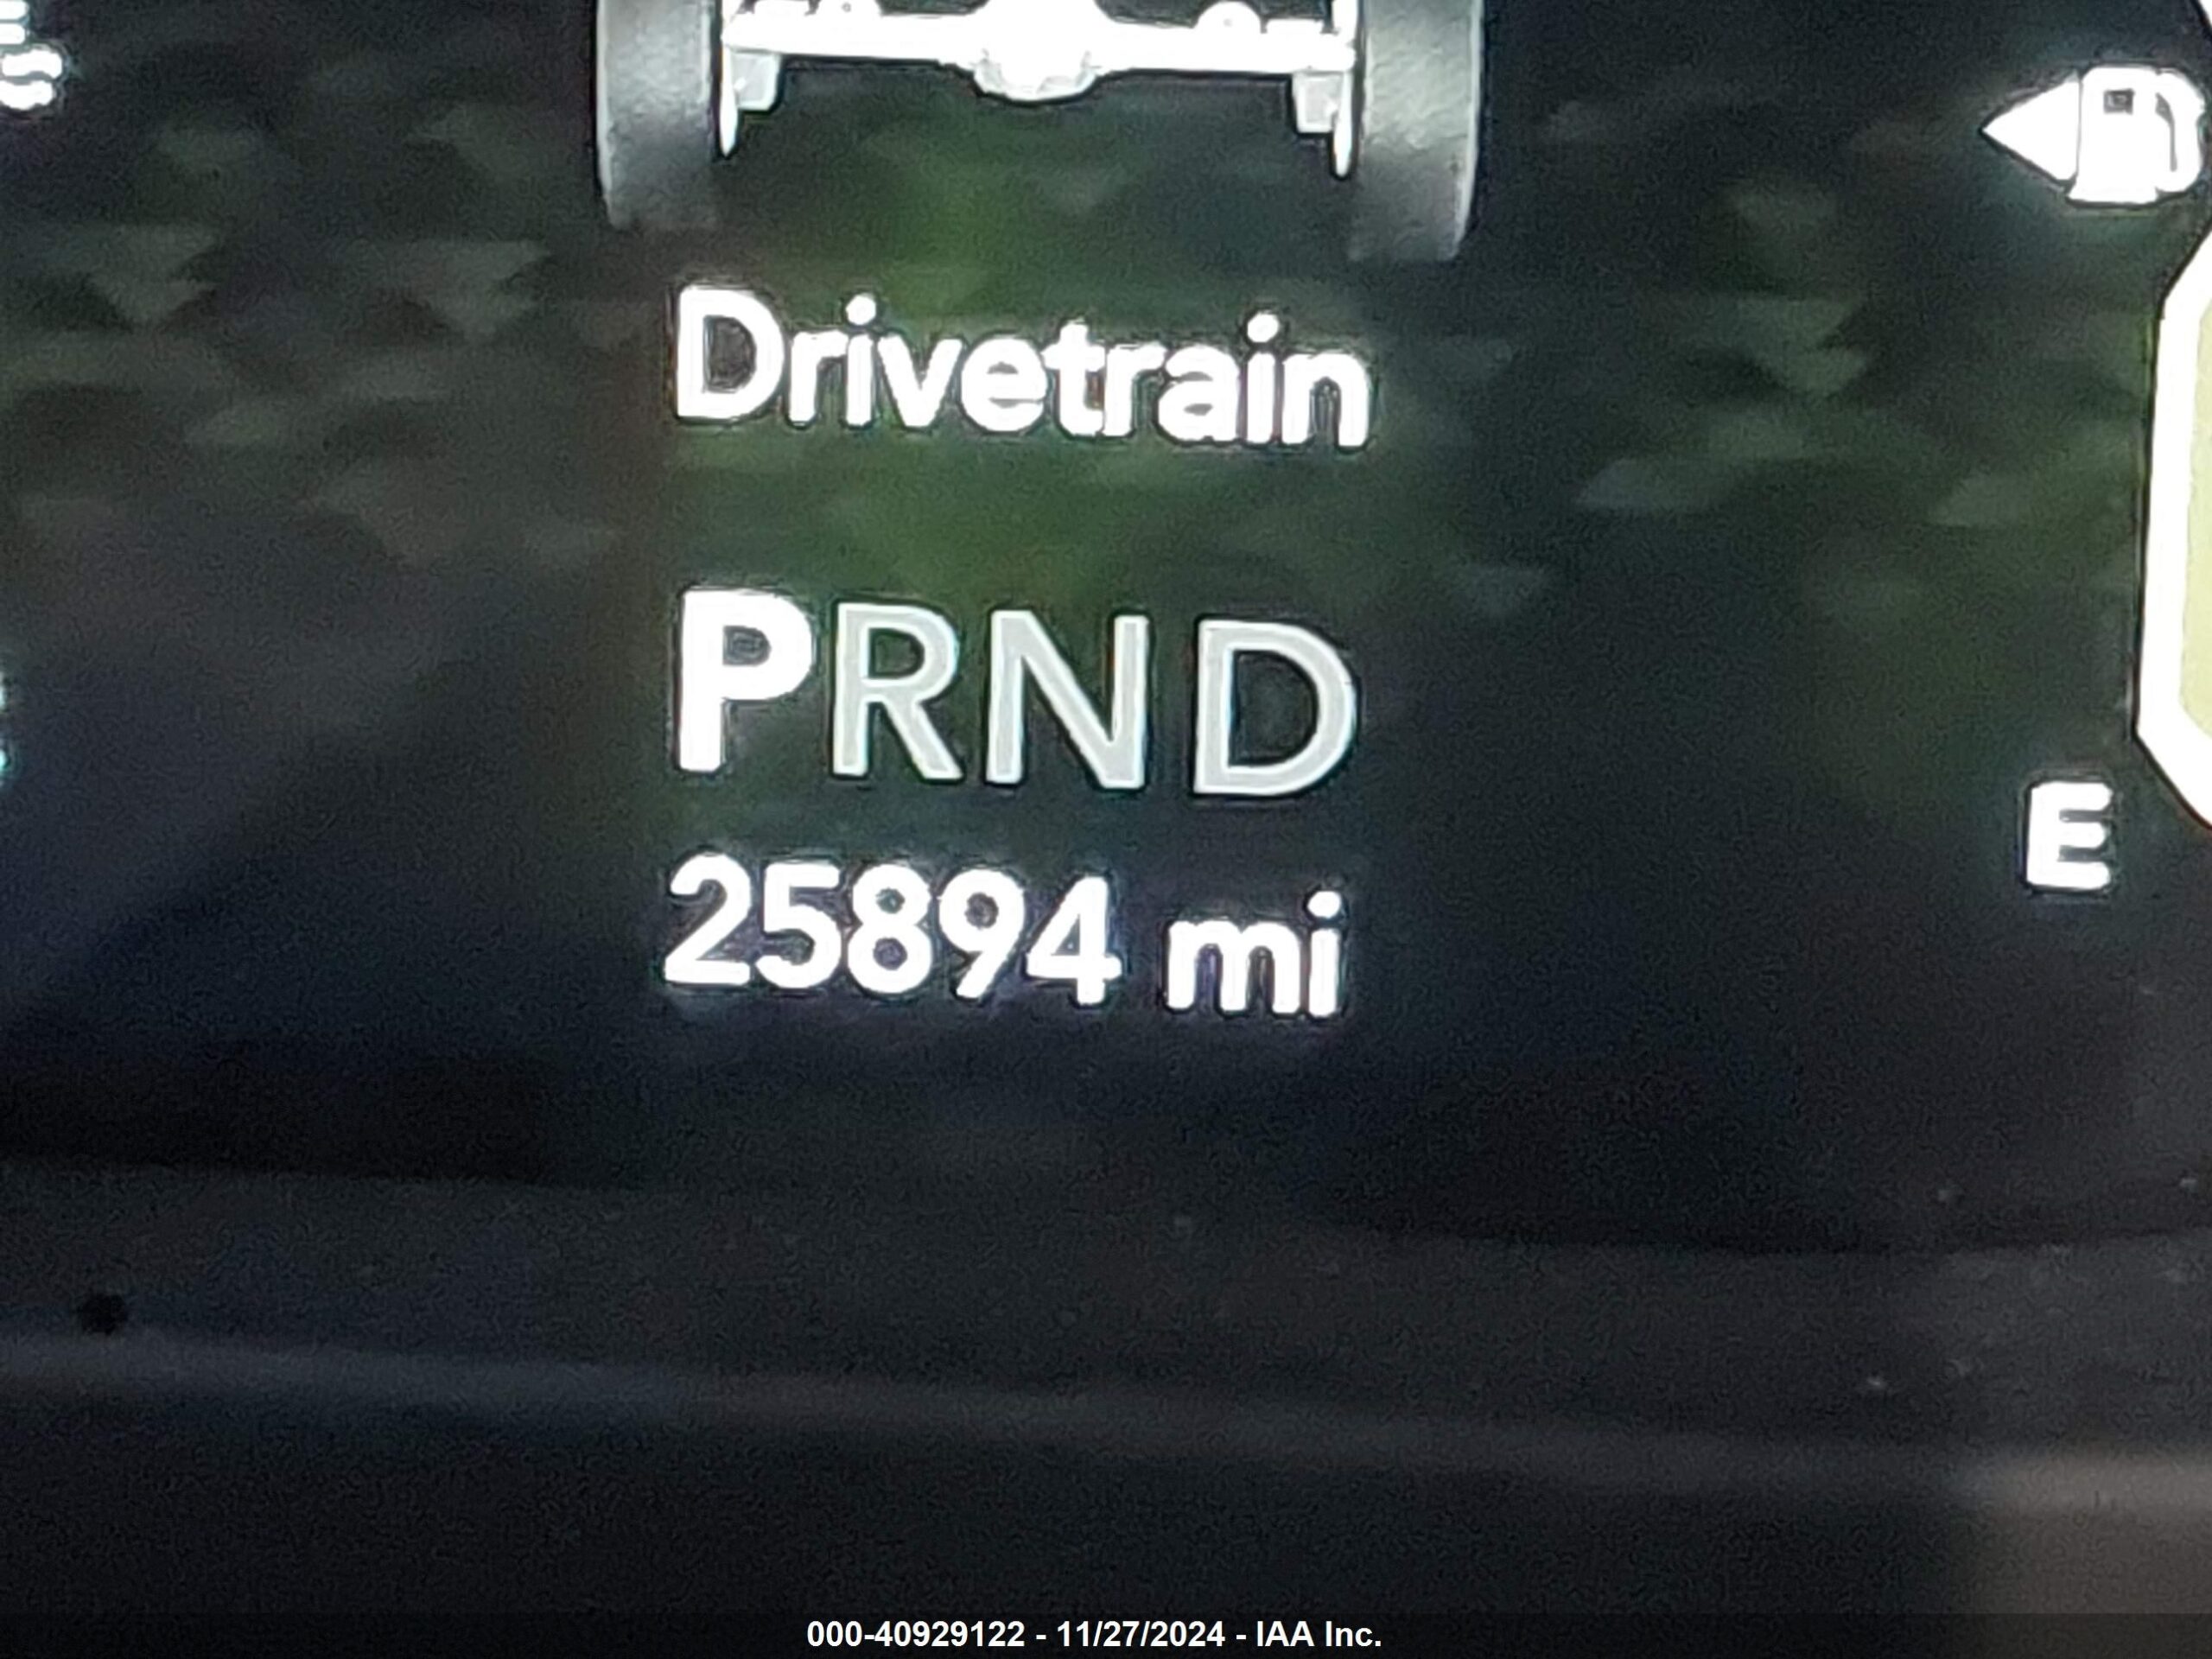 Drivetrain
PRND
25894 mi
E
000-40929122 - 11/27/2024 - IAA Inc.